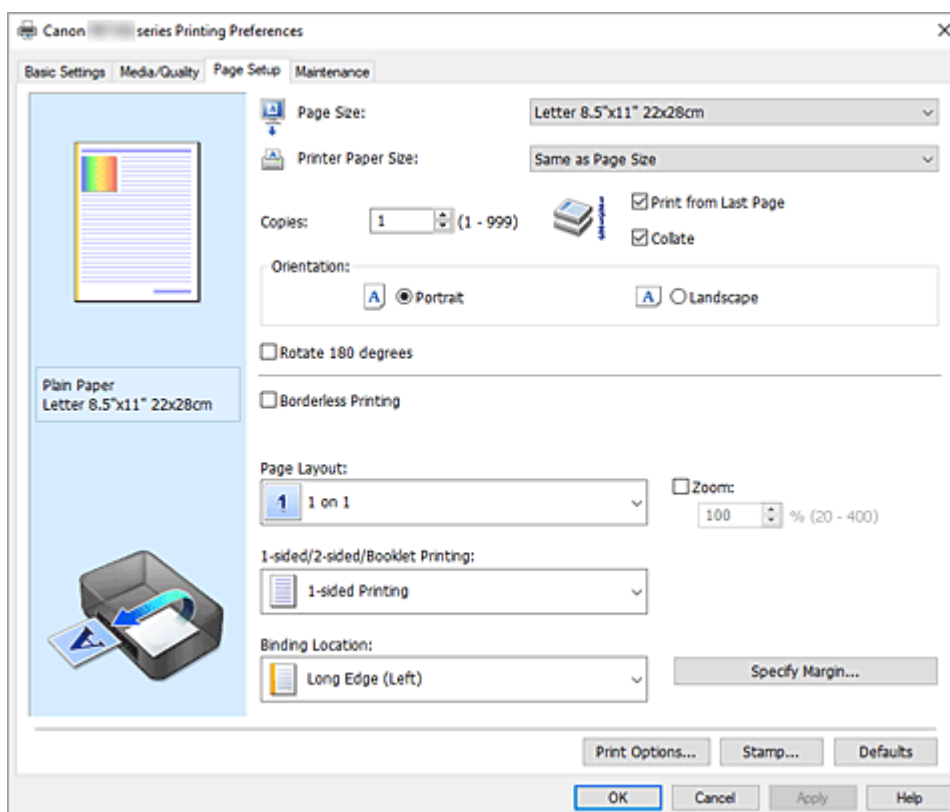 Canon series Printing Preferences
Basic Settings Media/Quality Page Setup Maintenance
Page Size: Letter 8.5"x11" 22x28cm
Printer Paper Size: Same as Page Size
Copies: 1 (1 - 999)
Print from Last Page
Collate
Orientation:
A Portrait A Landscape
Rotate 180 degrees
Plain Paper
Letter 8.5"x11" 22x28cm
Borderless Printing
Page Layout:
1 1 on 1
Zoom:
100 % (20 - 400)
1-sided/2-sided/Booklet Printing:
1-sided Printing
A
Binding Location:
Long Edge (Left)
Specify Margin...
Print Options... Stamp... Defaults
OK Cancel Apply Help